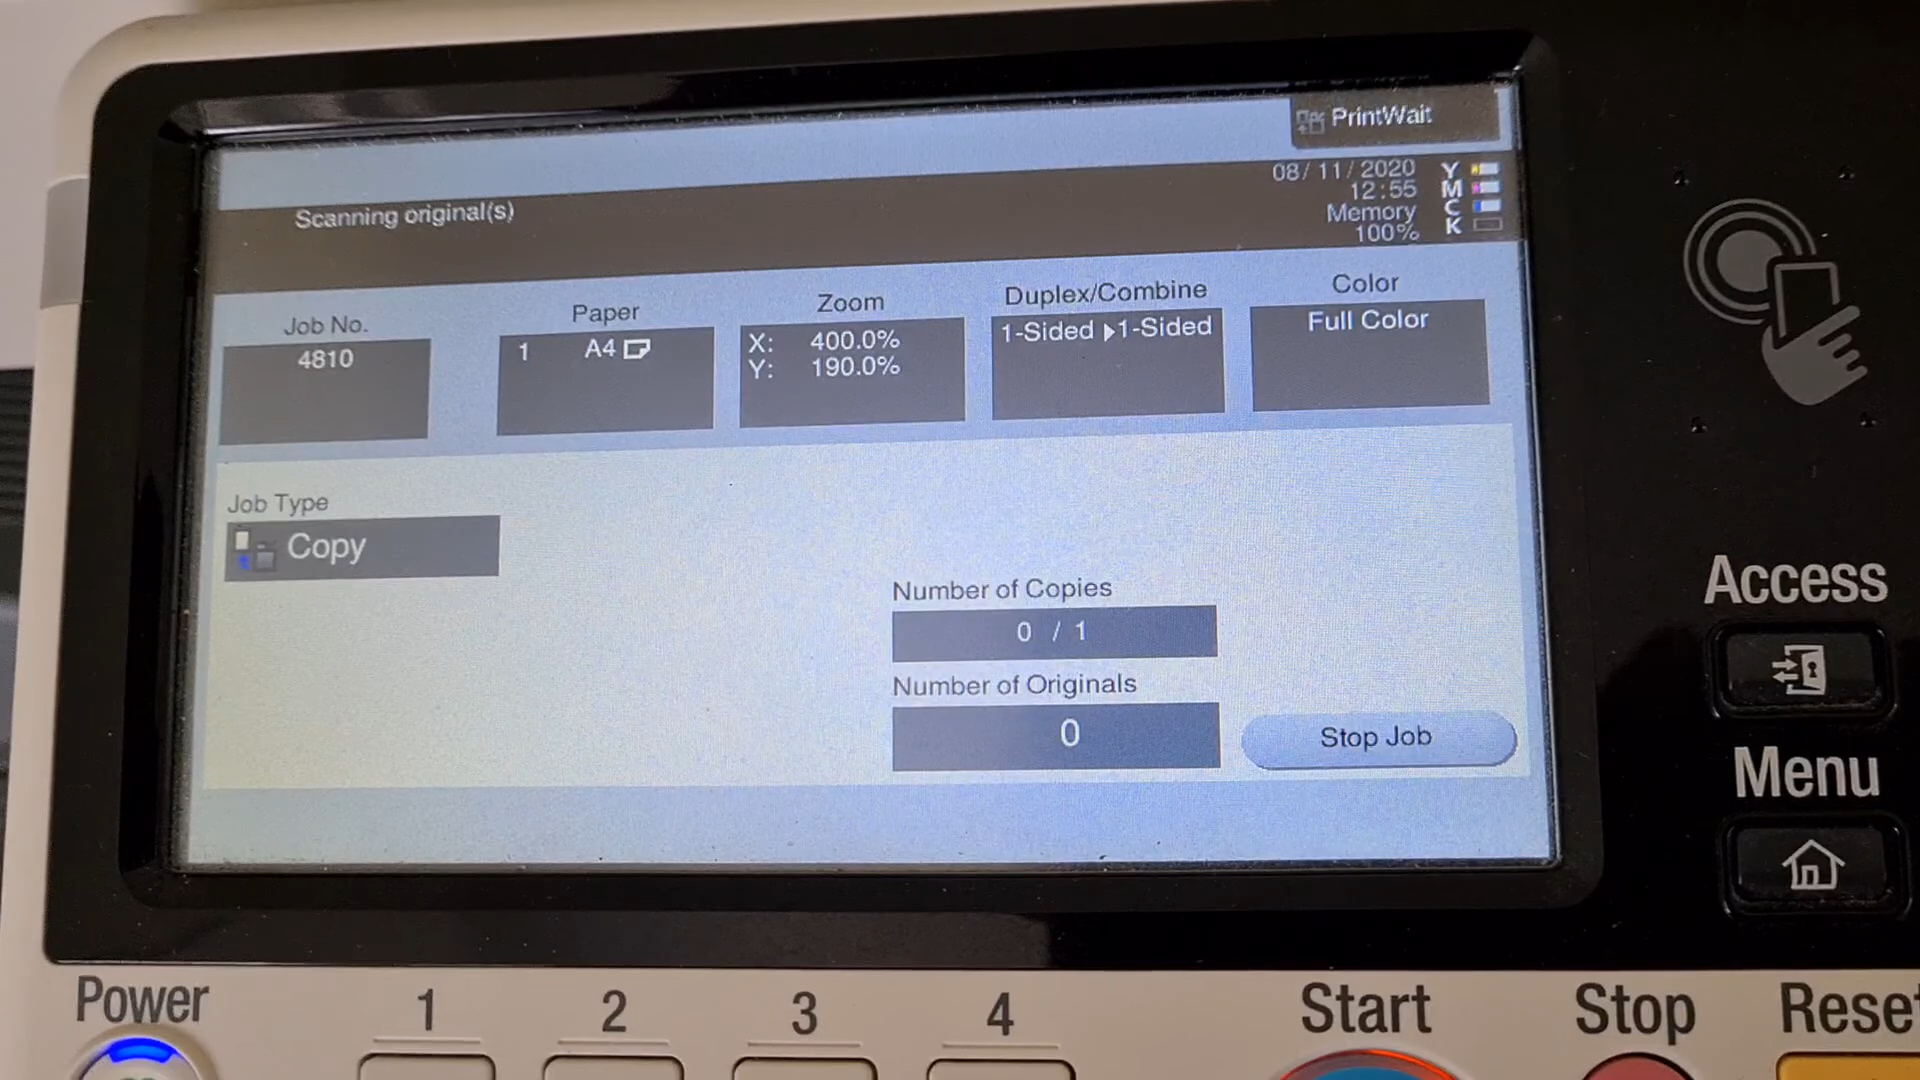 PrintWait
08/11/2020
12:55
Memory
100%
Y
M
C
K
Scanning original(s)
Job No.
4810
Paper
1 A4
Zoom
X: 400.0%
Y: 190.0%
Duplex/Combine
1-Sided ▶1-Sided
Color
Full Color
Job Type
Copy
Number of Copies
0 / 1
Number of Originals
0
Stop Job
Access
Menu
Power
1
2
3
4
Start
Stop
Reset